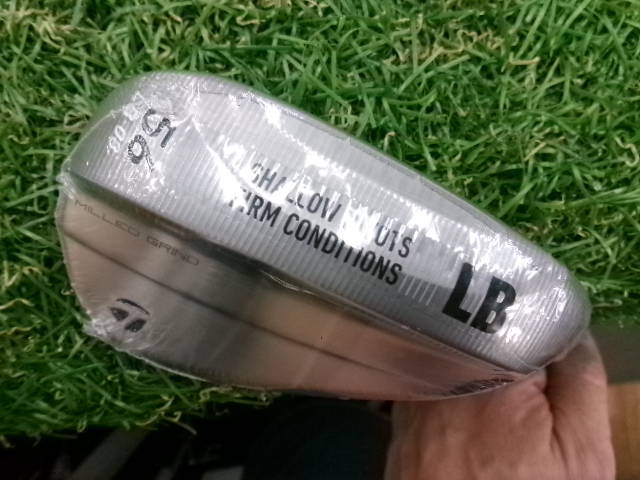 56°
SHALLOW
FIRM CONDITIONS
LB
MILLED GRIND